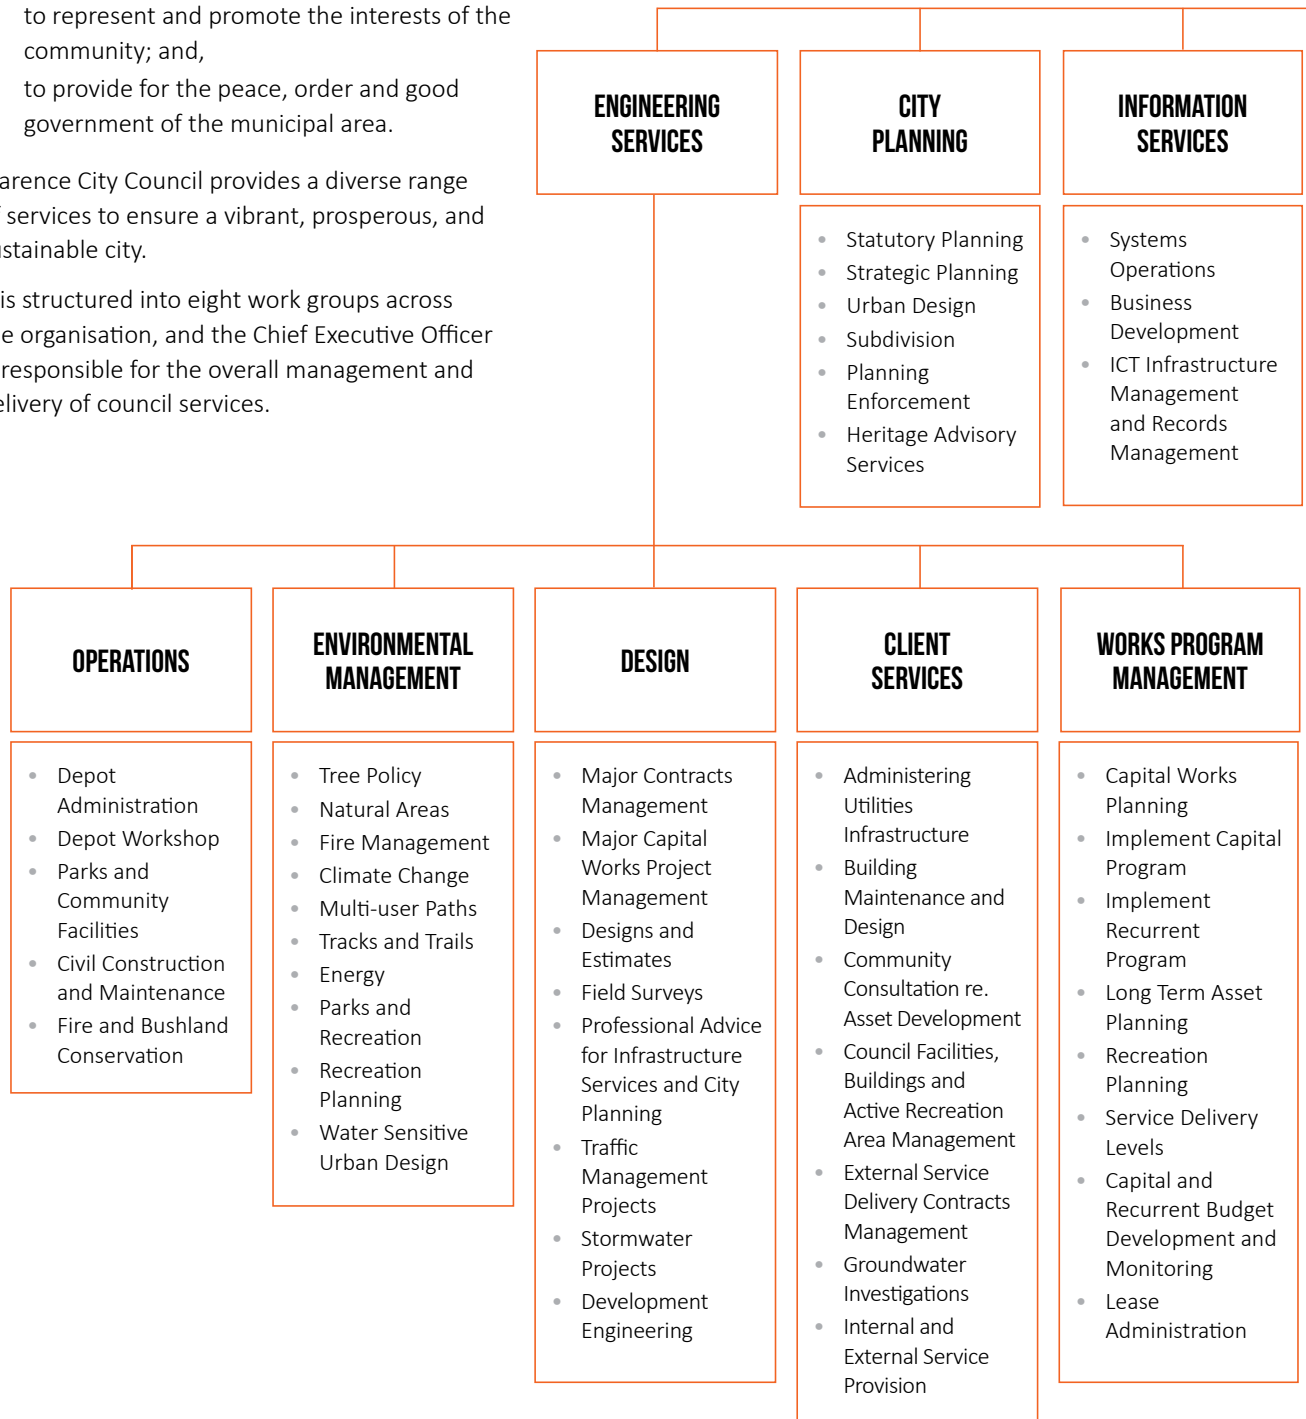 to represent and promote the interests of the
community; and,
to provide for the peace, order and good
government of the municipal area.
arence City Council provides a diverse range
services to ensure a vibrant, prosperous, and
ustainable city.
is structured into eight work groups across
e organisation, and the Chief Executive Officer
responsible for the overall management and
elivery of council services.
ENGINEERING
SERVICES
CITY
PLANNING
• Statutory Planning
• Strategic Planning
• Urban Design
• Subdivision
• Planning
Enforcement
• Heritage Advisory
Services
INFORMATION
SERVICES
• Systems
Operations
• Business
Development
• ICT Infrastructure
Management
and Records
Management
OPERATIONS
• Depot
Administration
• Depot Workshop
• Parks and
Community
Facilities
• Civil Construction
and Maintenance
• Fire and Bushland
Conservation
ENVIRONMENTAL
MANAGEMENT
• Tree Policy
• Natural Areas
• Fire Management
• Climate Change
• Multi-user Paths
• Tracks and Trails
• Energy
• Parks and
Recreation
• Recreation
Planning
• Water Sensitive
Urban Design
DESIGN
• Major Contracts
Management
• Major Capital
Works Project
Management
• Designs and
Estimates
• Field Surveys
• Professional Advice
for Infrastructure
Services and City
Planning
• Traffic
Management
Projects
• Stormwater
Projects
• Development
Engineering
CLIENT
SERVICES
• Administering
Utilities
Infrastructure
• Building
Maintenance and
Design
• Community
Consultation re.
Asset Development
• Council Facilities,
Buildings and
Active Recreation
Area Management
• External Service
Delivery Contracts
Management
• Groundwater
Investigations
• Internal and
External Service
Provision
WORKS PROGRAM
MANAGEMENT
• Capital Works
Planning
• Implement Capital
Program
• Implement
Recurrent
Program
• Long Term Asset
Planning
• Recreation
Planning
• Service Delivery
Levels
• Capital and
Recurrent Budget
Development and
Monitoring
• Lease
Administration